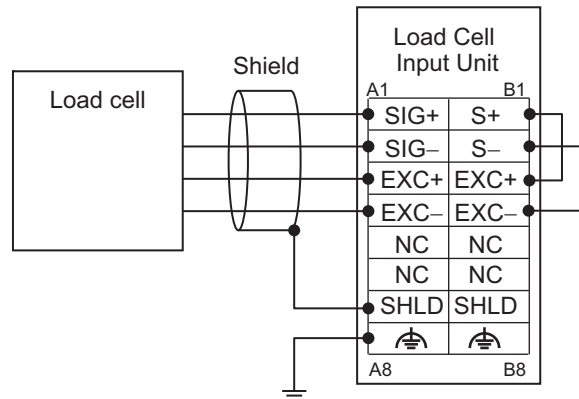 Load Cell
Input Unit
Shield
Load cell
A1 B1
SIG+ S+
SIG− S−
EXC+ EXC+
EXC− EXC−
NC NC
NC NC
SHLD SHLD
A8 B8